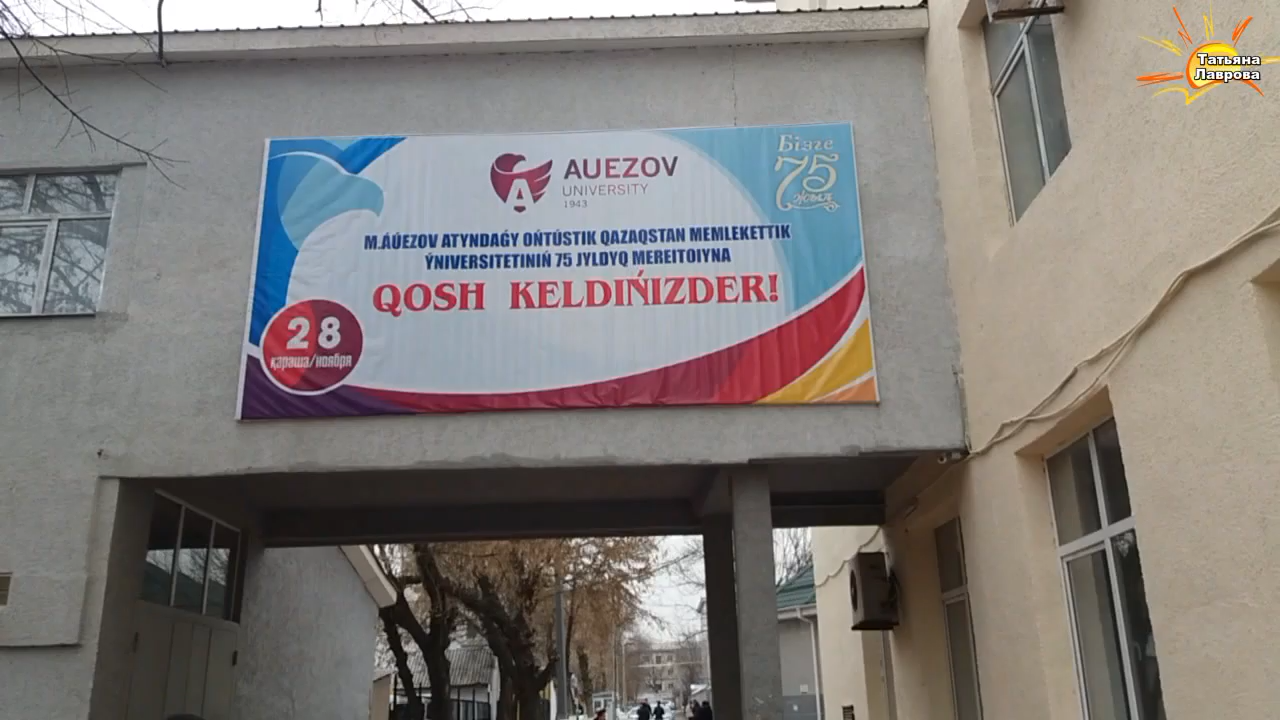 Татьяна
Лаврова
AUEZOV
UNIVERSITY
1943
Бізге
75
жыл
M.ÁÝEZOV ATYNDAǴY OŃTÚSTIK QAZAQSTAN MEMLEKETTIK
ÝNIVERSITETINIŃ 75 JYLDYQ MEREITOIYNA
QOSH KELDIŃIZDER!
28
қараша/ноября